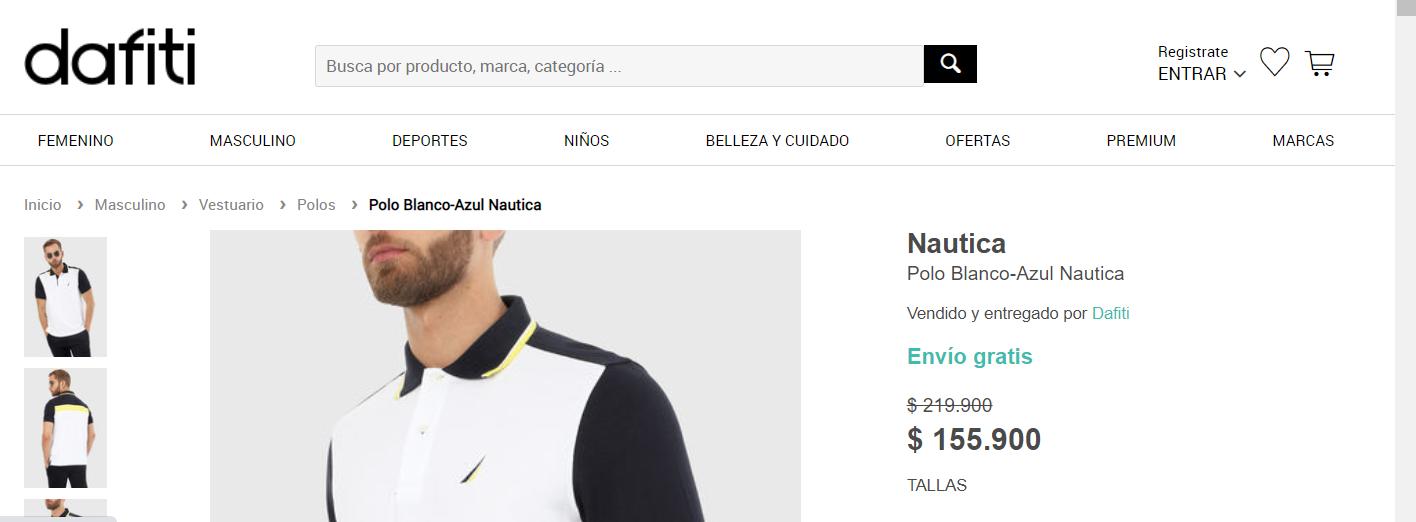 dafiti
Busca por producto, marca, categoría ...
Registrate
ENTRAR
FEMENINO
MASCULINO
DEPORTES
NIÑOS
BELLEZA Y CUIDADO
OFERTAS
PREMIUM
MARCAS
Inicio › Masculino › Vestuario › Polos › Polo Blanco-Azul Nautica
Nautica
Polo Blanco-Azul Nautica
Vendido y entregado por Dafiti
Envío gratis
$ 219.900
$ 155.900
TALLAS